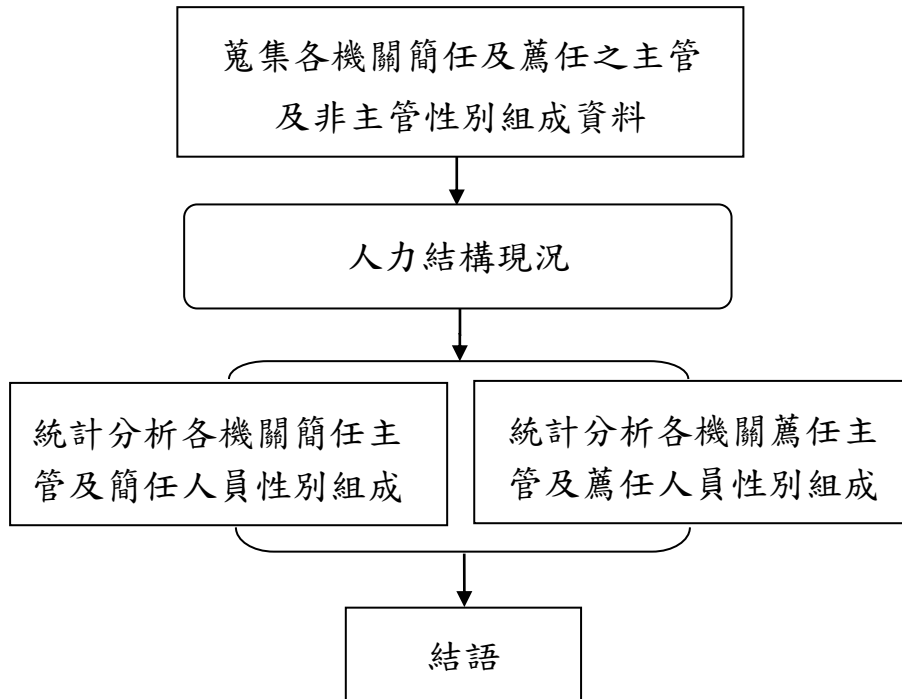 蒐集各機關簡任及薦任之主管
及非主管性別組成資料
人力結構現況
統計分析各機關簡任主
管及簡任人員性別組成
統計分析各機關薦任主
管及薦任人員性別組成
結語